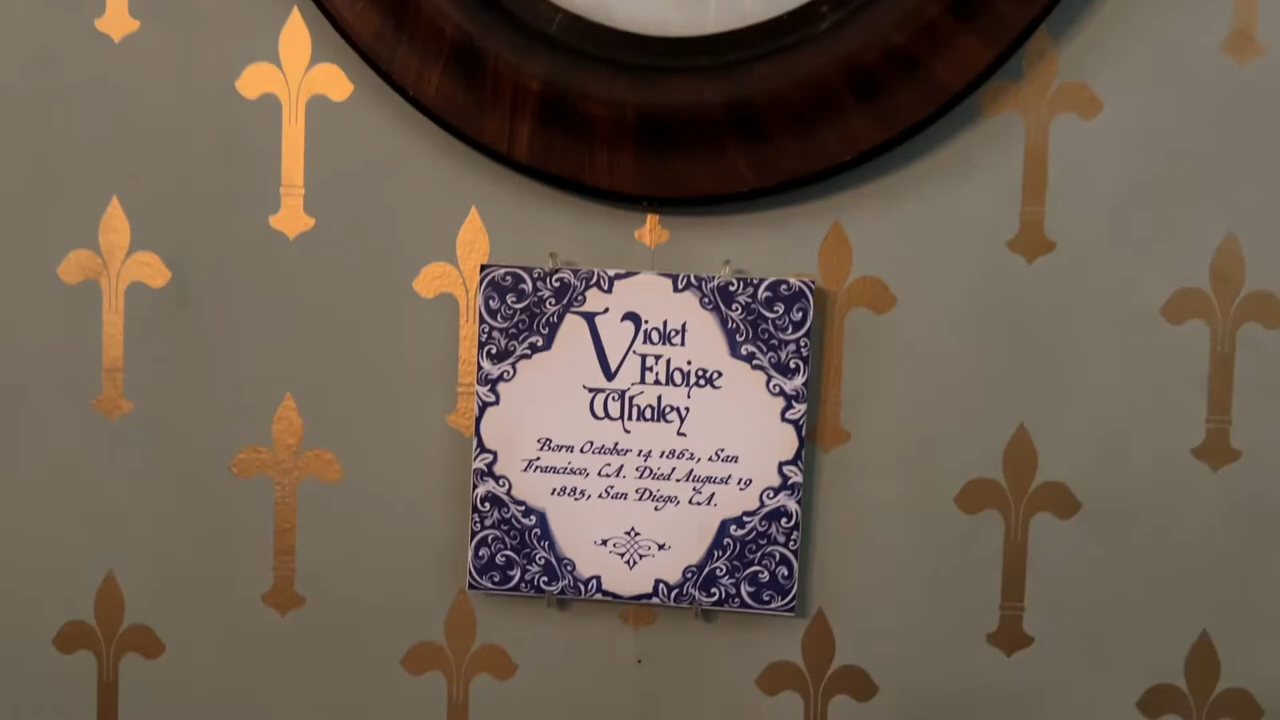 Violet
Eloise
Whaley
Born October 14 1862, San
Francisco, CA. Died August 19
1885, San Diego, CA.